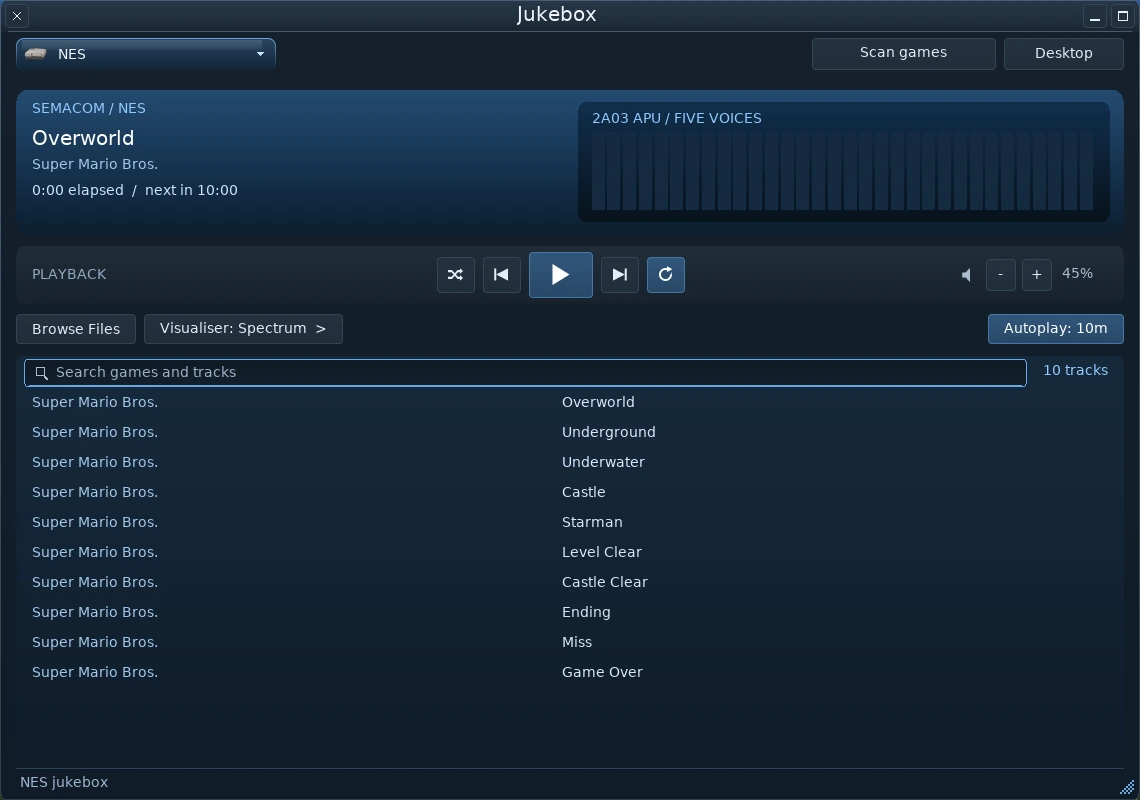 Jukebox
NES
Scan games
Desktop
SEMACOM / NES
Overworld
Super Mario Bros.
0:00 elapsed / next in 10:00
2A03 APU / FIVE VOICES
PLAYBACK
- + 45%
Browse Files
Visualiser: Spectrum >
Autoplay: 10m
Search games and tracks
10 tracks
Super Mario Bros. Overworld
Super Mario Bros. Underground
Super Mario Bros. Underwater
Super Mario Bros. Castle
Super Mario Bros. Starman
Super Mario Bros. Level Clear
Super Mario Bros. Castle Clear
Super Mario Bros. Ending
Super Mario Bros. Miss
Super Mario Bros. Game Over
NES jukebox